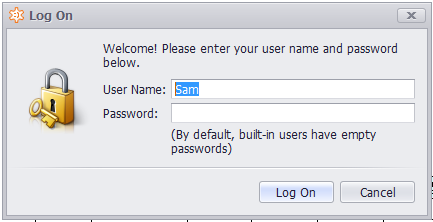 Log On
Welcome! Please enter your user name and password
below.
User Name: Sam
Password:
(By default, built-in users have empty
passwords)
Log On Cancel